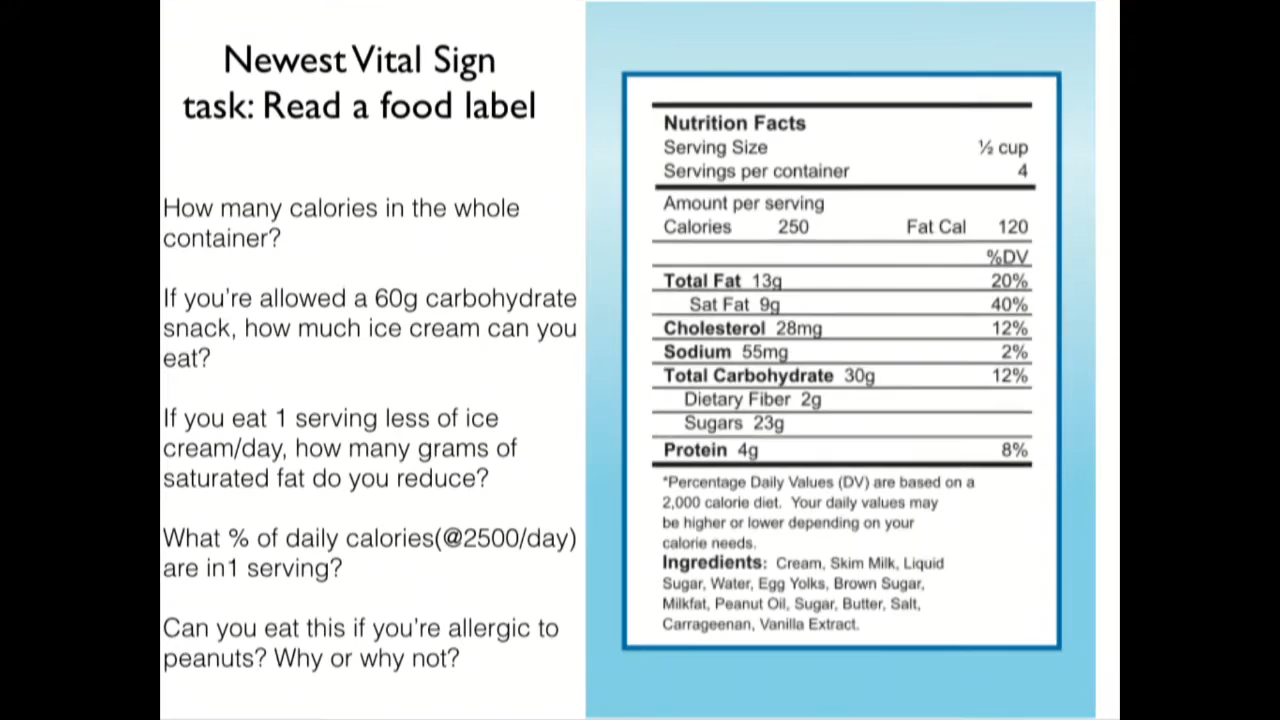 Newest Vital Sign
task: Read a food label
How many calories in the whole
container?
If you're allowed a 60g carbohydrate
snack, how much ice cream can you
eat?
If you eat 1 serving less of ice
cream/day, how many grams of
saturated fat do you reduce?
What % of daily calories(@2500/day)
are in1 serving?
Can you eat this if you're allergic to
peanuts? Why or why not?
Nutrition Facts
Serving Size ½ cup
Servings per container 4
Amount per serving
Calories 250 Fat Cal 120
%DV
Total Fat 13g 20%
Sat Fat 9g 40%
Cholesterol 28mg 12%
Sodium 55mg 2%
Total Carbohydrate 30g 12%
Dietary Fiber 2g
Sugars 23g
Protein 4g 8%
*Percentage Daily Values (DV) are based on a
2,000 calorie diet. Your daily values may
be higher or lower depending on your
calorie needs.
Ingredients: Cream, Skim Milk, Liquid
Sugar, Water, Egg Yolks, Brown Sugar,
Milkfat, Peanut Oil, Sugar, Butter, Salt,
Carrageenan, Vanilla Extract.